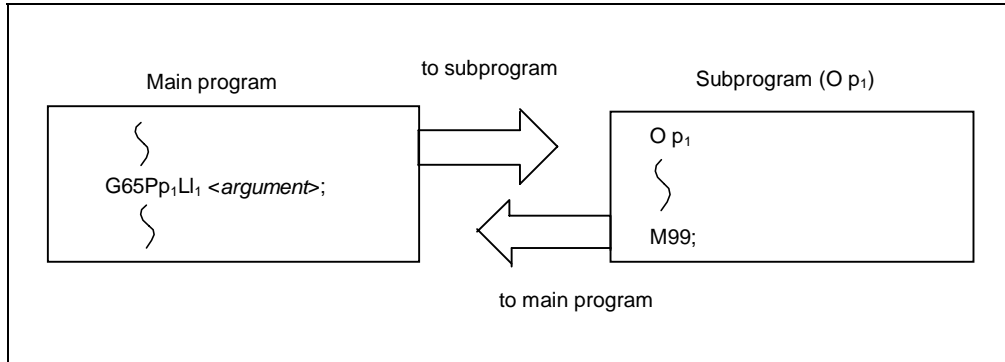 Main program
to subprogram
Subprogram (O p₁)
G65Pp₁Ll₁ <argument>;
O p₁
M99;
to main program